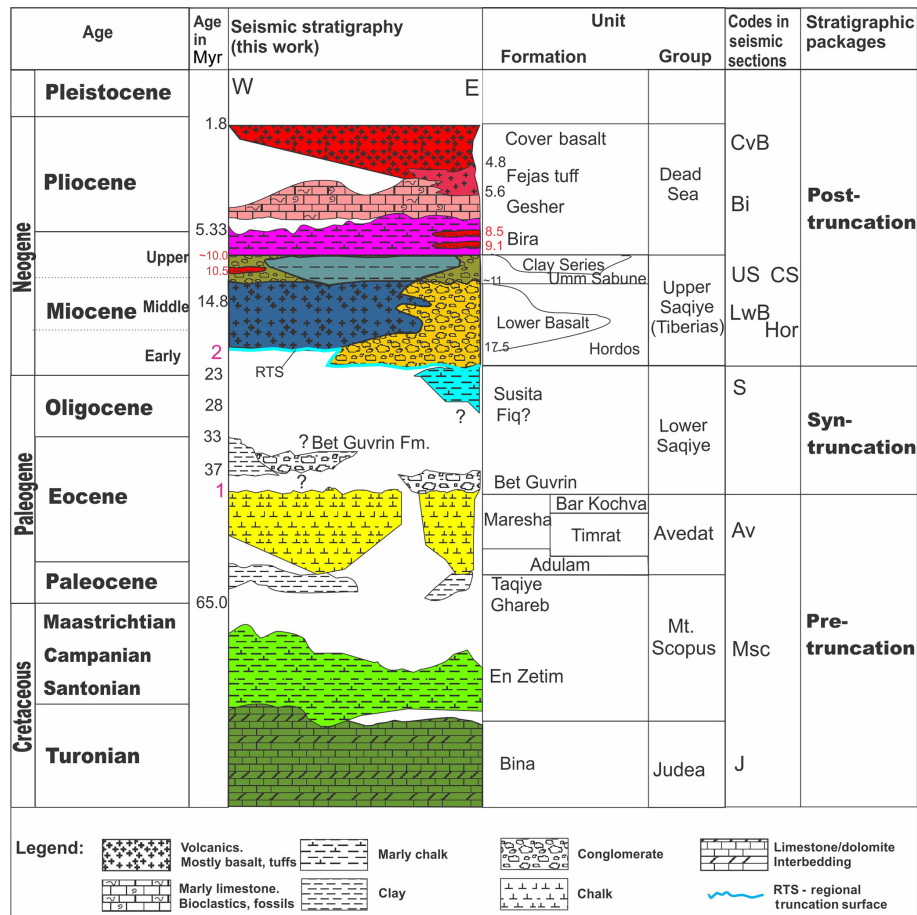 Age
Age
in
Myr
Seismic stratigraphy
(this work)
Unit
Formation
Group
Codes in
seismic
sections
Stratigraphic
packages
W
E
Pleistocene
1.8
Neogene
Pliocene
Cover basalt
4.8
Fejas tuff
5.6
Gesher
Dead
Sea
CvB
Bi
Post-
truncation
5.33
8.5
9.1
Bira
Miocene
Upper
~10.0
10.5
Clay Series
~11
Umm Sabune
US CS
Middle
14.8
Lower Basalt
Upper
Saqiye
(Tiberias)
LwB
Hor
Early
2
RTS
17.5
Hordos
23
Paleogene
Oligocene
28
?
Susita
Fiq?
Lower
Saqiye
S
Syn-
truncation
33
? Bet Guvrin Fm.
37
?
Bet Guvrin
1
Eocene
Maresha
Bar Kochva
Timrat
Adulam
Avedat
Av
Paleocene
65.0
Taqiye
Ghareb
Mt.
Scopus
Msc
Pre-
truncation
Cretaceous
Maastrichtian
Campanian
Santonian
En Zetim
Turonian
Bina
Judea
J
Legend:
Volcanics.
Mostly basalt, tuffs
Marly chalk
Conglomerate
Limestone/dolomite
Interbedding
Marly limestone.
Bioclastics, fossils
Clay
Chalk
RTS - regional
truncation surface